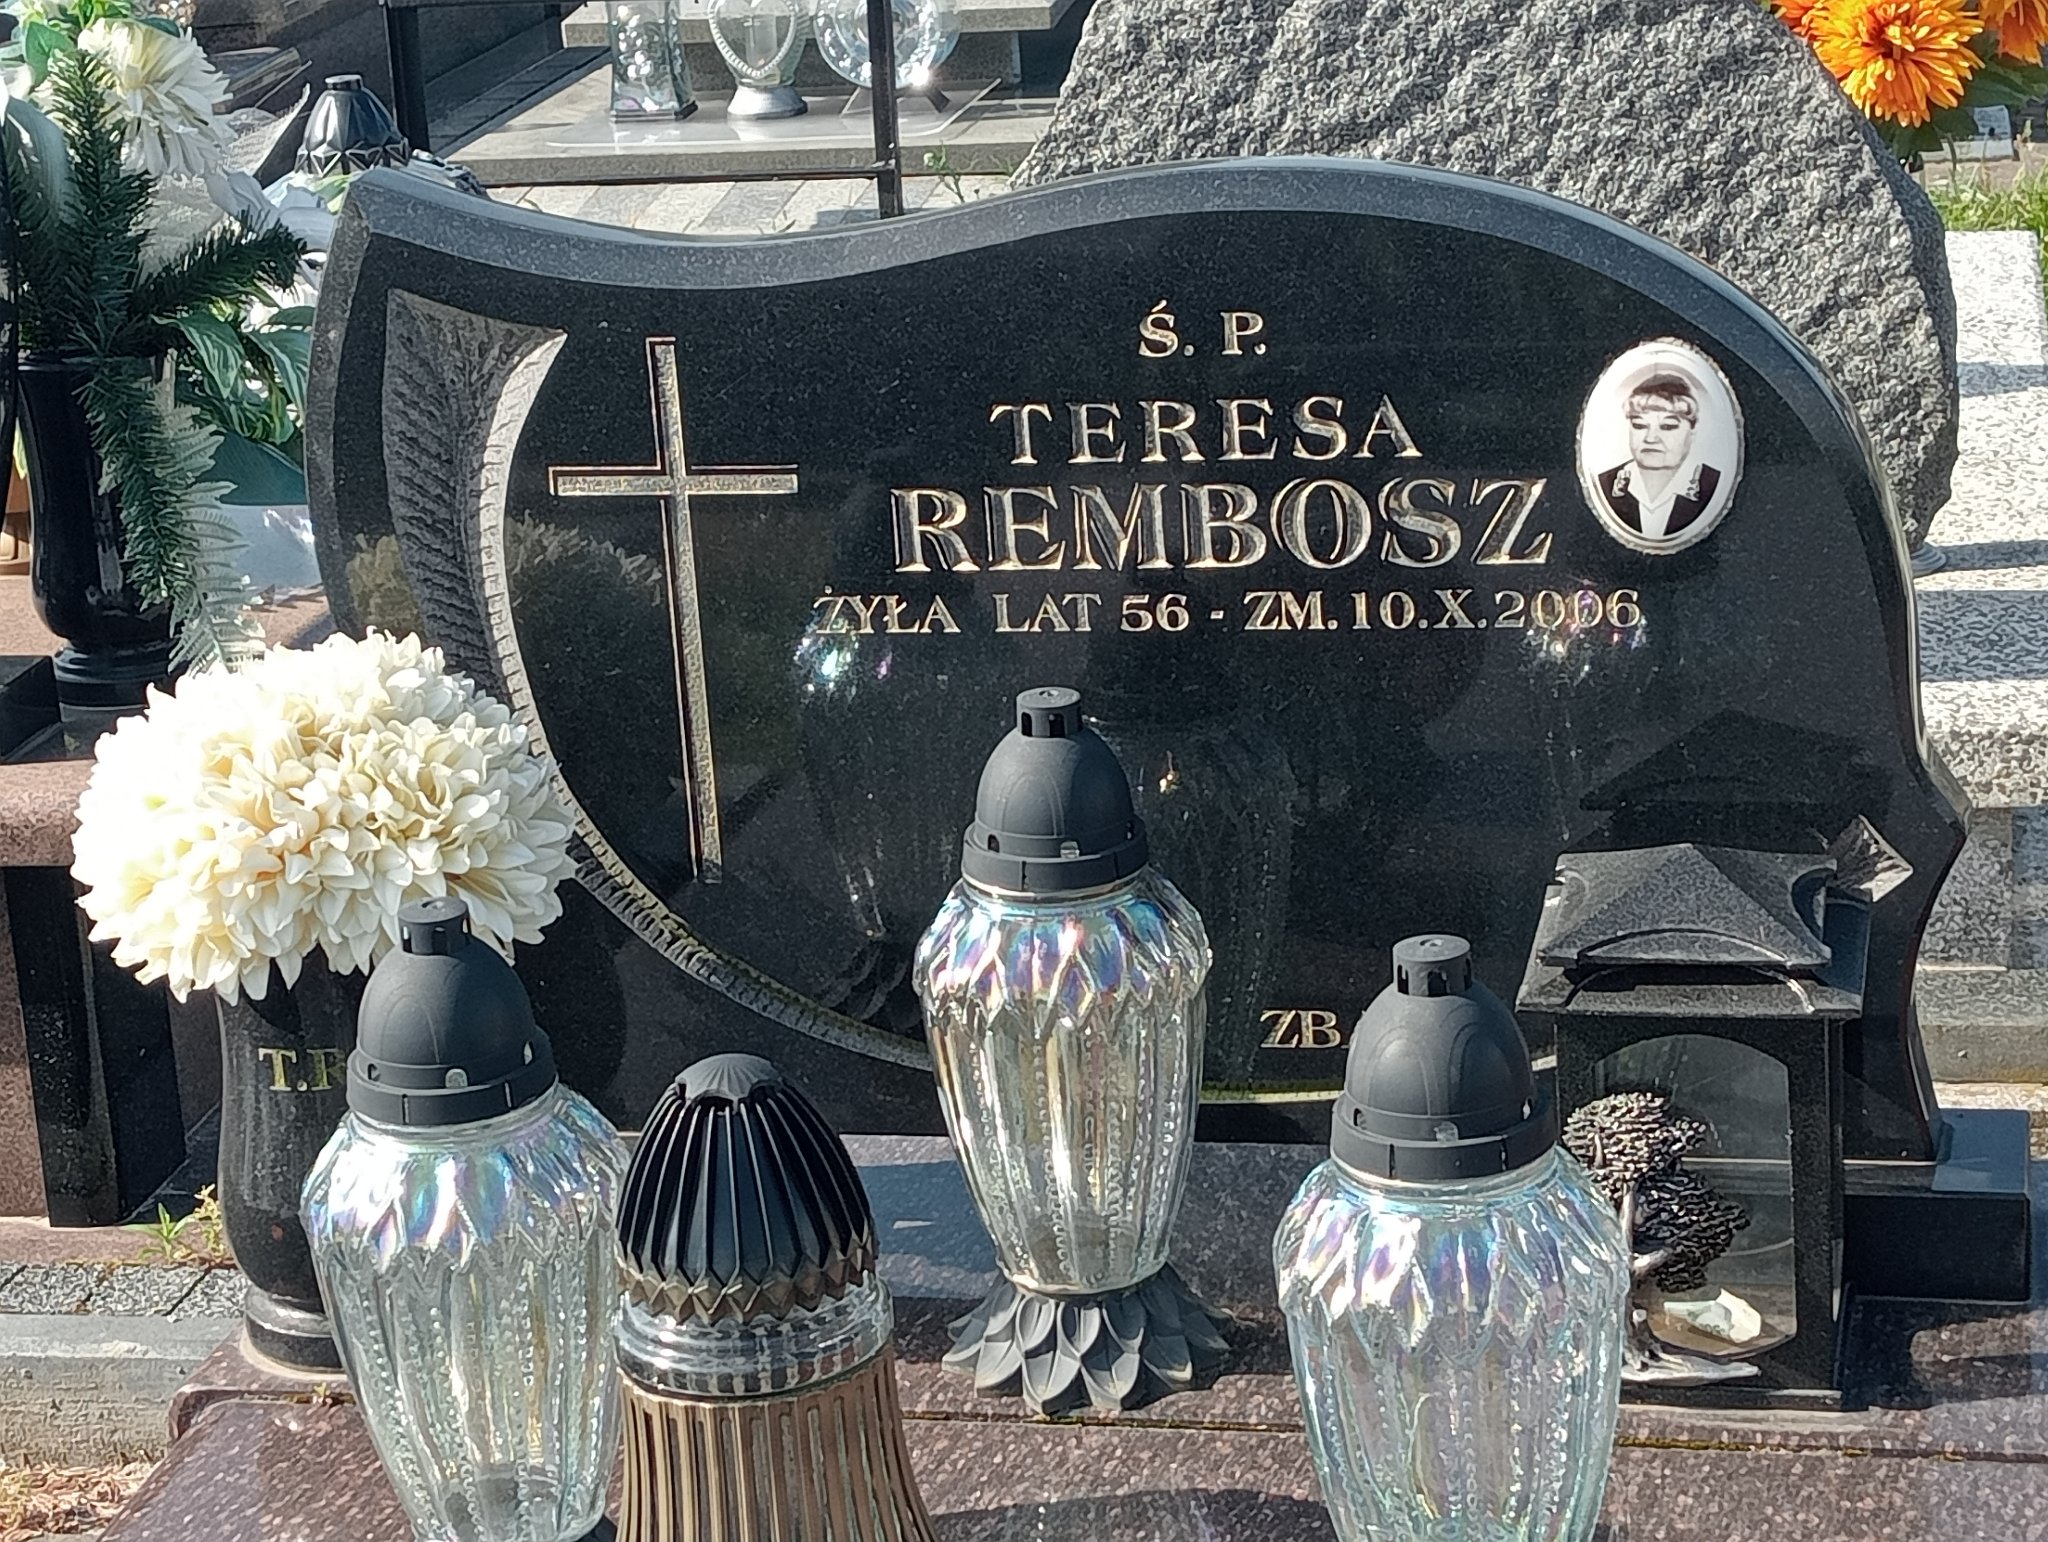 Ś. P.
TERESA
REMBOSZ
ŻYŁA LAT 56 - ZM. 10.X.2006
T.R